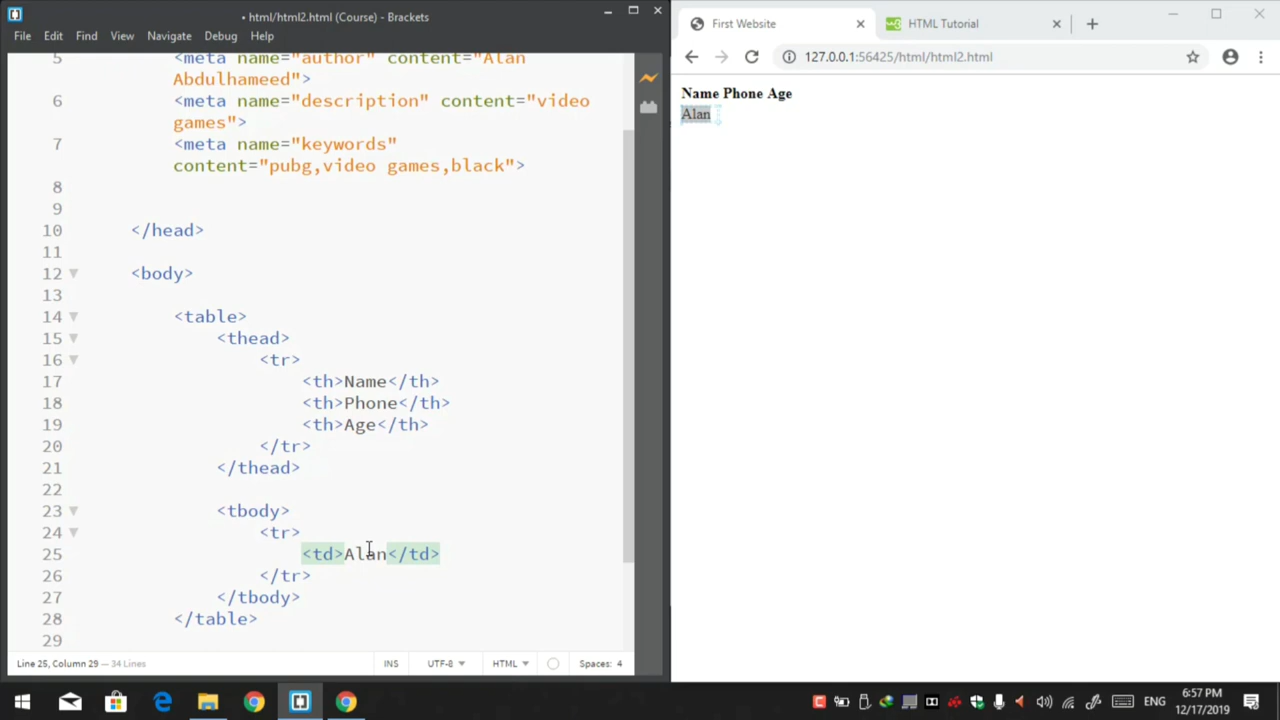 • html/html2.html (Course) - Brackets
File Edit Find View Navigate Debug Help
5 <meta name="author" content="Alan
Abdulhameed">
6 <meta name="description" content="video
games">
7 <meta name="keywords"
content="pubg,video games,black">
8
9
10 </head>
11
12 <body>
13
14 <table>
15 <thead>
16 <tr>
17 <th>Name</th>
18 <th>Phone</th>
19 <th>Age</th>
20 </tr>
21 </thead>
22
23 <tbody>
24 <tr>
25 <td>Alan</td>
26 </tr>
27 </tbody>
28 </table>
29
Line 25, Column 29 — 34 Lines INS UTF-8 HTML Spaces: 4
First Website HTML Tutorial
127.0.0.1:56425/html/html2.html
Name Phone Age
Alan
ENG 6:57 PM
12/17/2019